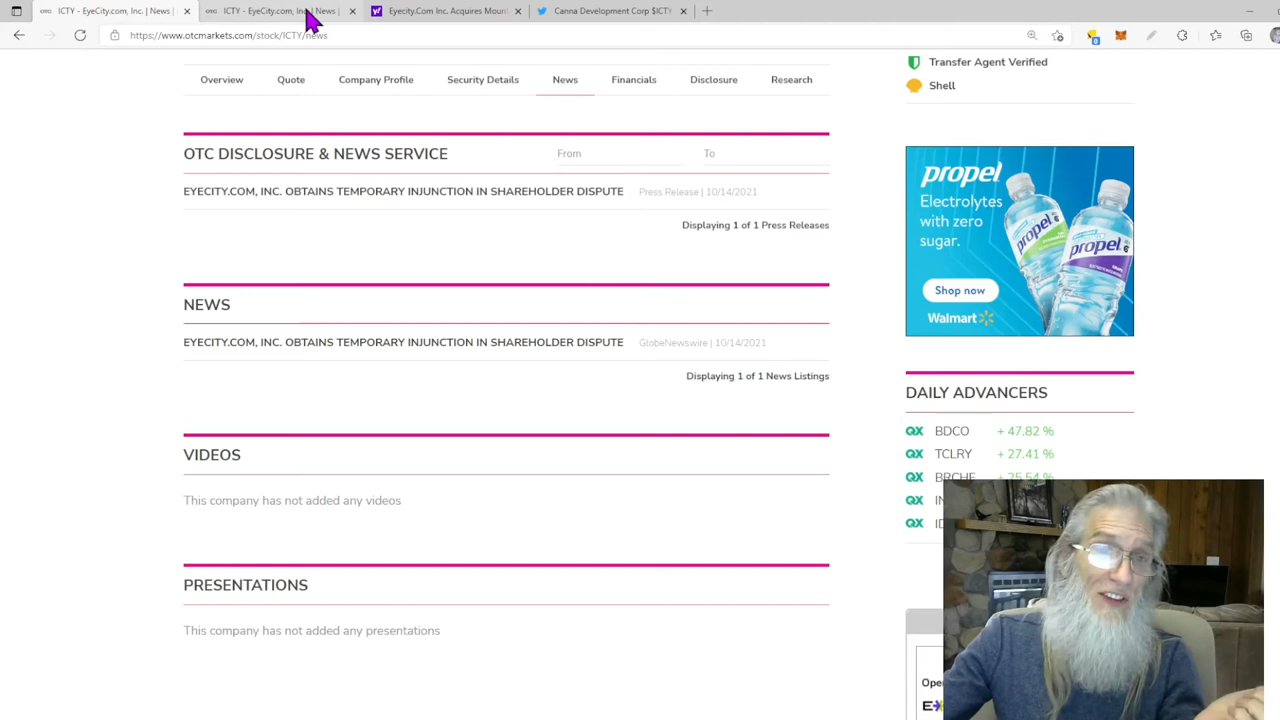 ICTY - EyeCity.com, Inc. | News |
ICTY - EyeCity.com, Inc. | News |
Eyecity.Com Inc. Acquires Moun
Canna Development Corp $ICTY
https://www.otcmarkets.com/stock/ICTY/news
Overview
Quote
Company Profile
Security Details
News
Financials
Disclosure
Research
OTC DISCLOSURE & NEWS SERVICE
From
To
EYECITY.COM, INC. OBTAINS TEMPORARY INJUNCTION IN SHAREHOLDER DISPUTE
Press Release | 10/14/2021
Displaying 1 of 1 Press Releases
NEWS
EYECITY.COM, INC. OBTAINS TEMPORARY INJUNCTION IN SHAREHOLDER DISPUTE
GlobeNewswire | 10/14/2021
Displaying 1 of 1 News Listings
VIDEOS
This company has not added any videos
PRESENTATIONS
This company has not added any presentations
Transfer Agent Verified
Shell
propel
Electrolytes
with zero
sugar.
propel
propel
Shop now
Walmart
DAILY ADVANCERS
QX BDCO + 47.82 %
QX TCLRY + 27.41 %
QX BRCHE + 25.54 %
QX
QX
Ope